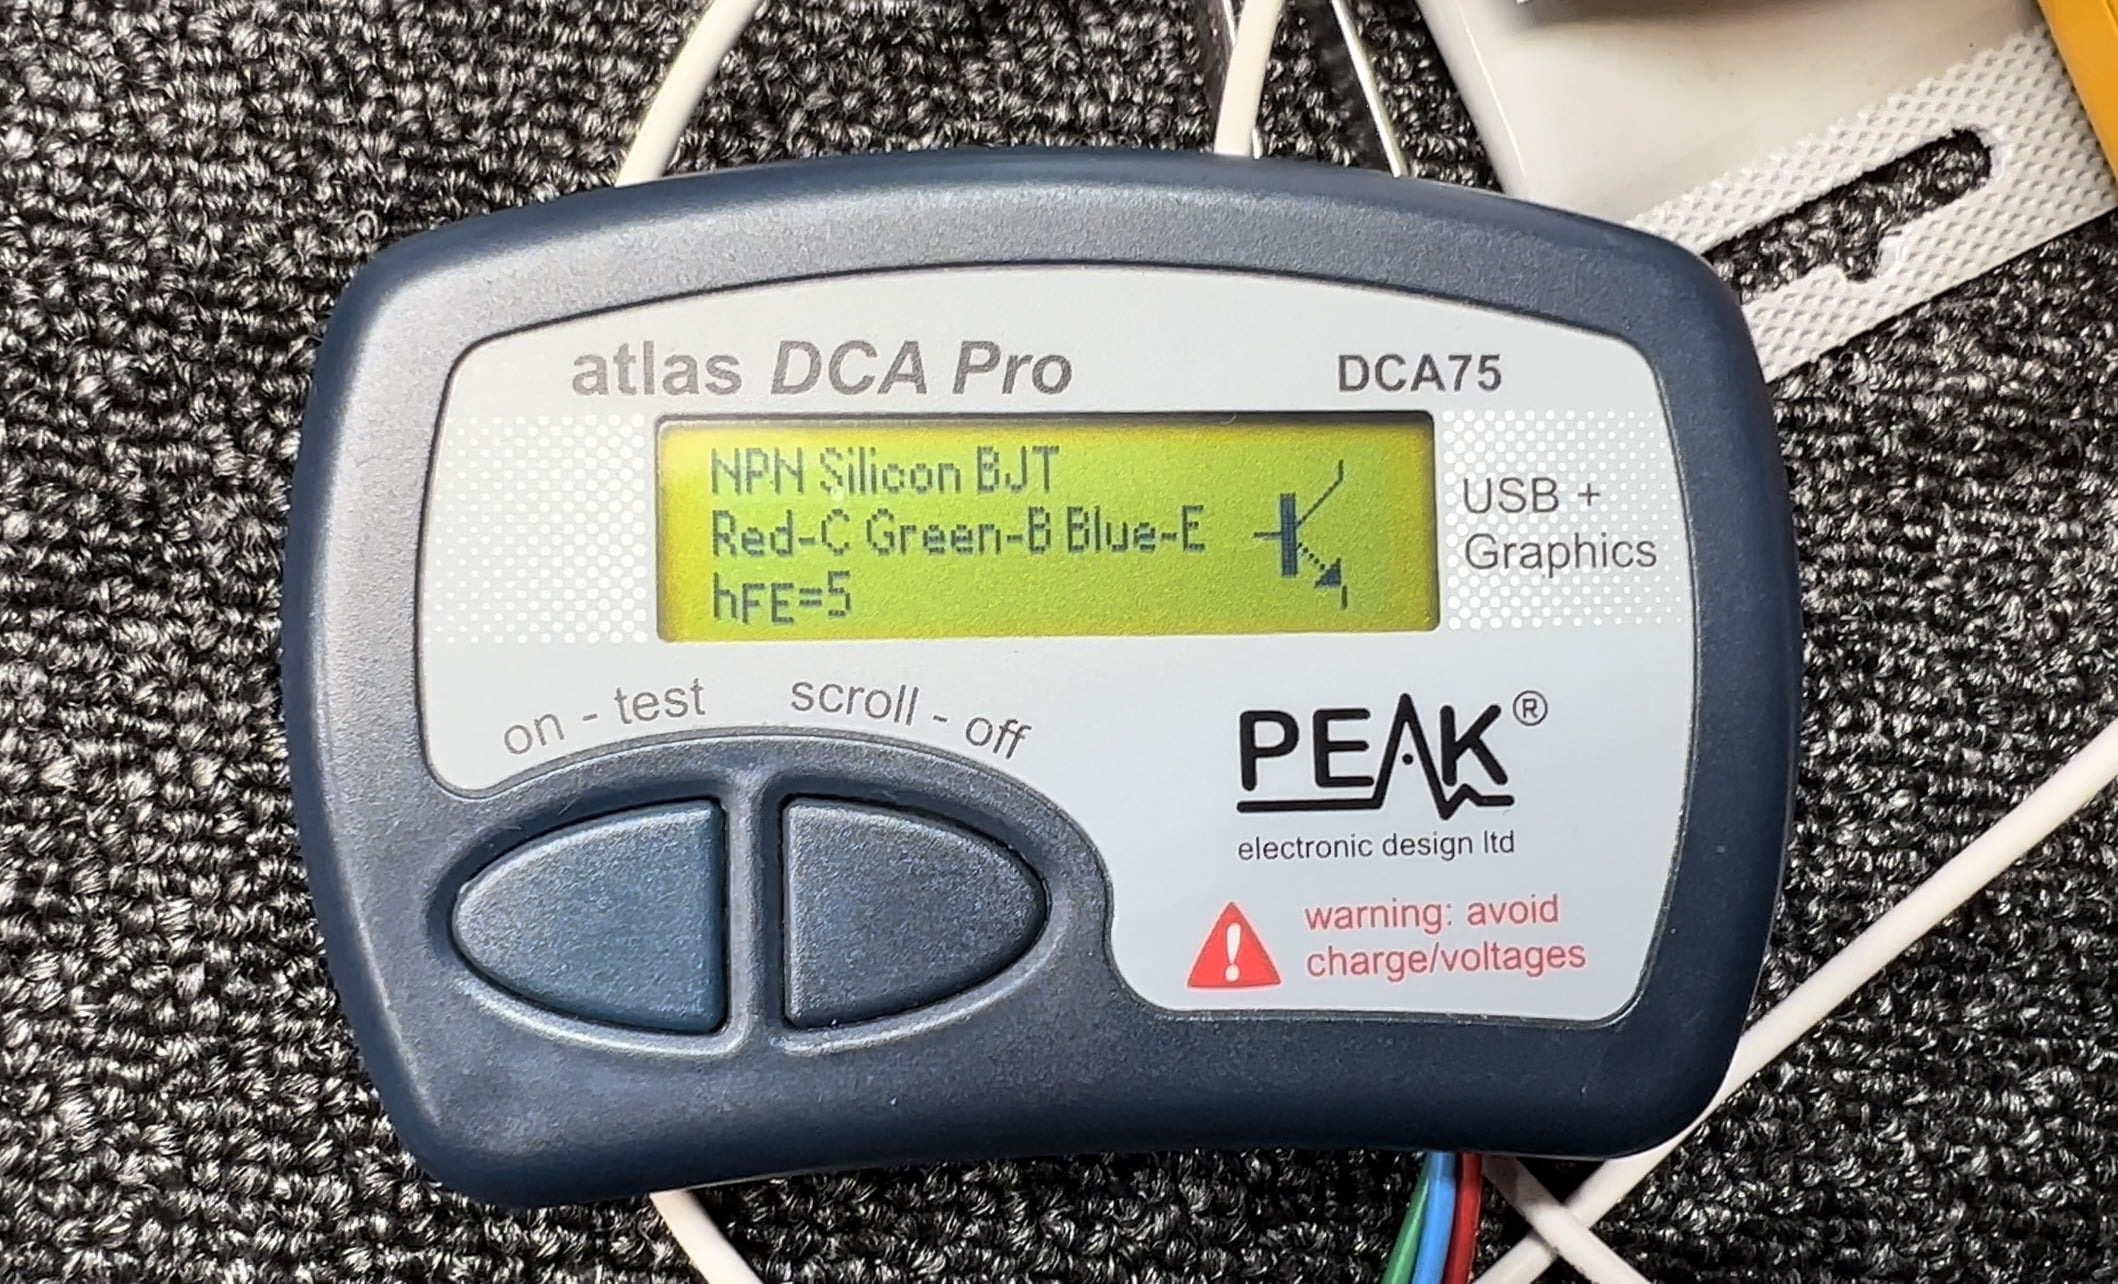 atlas DCA Pro
DCA75
NPN Silicon BJT
Red-C Green-B Blue-E
hFE=5
USB +
Graphics
on - test
scroll - off
PEAK®
electronic design ltd
warning: avoid
charge/voltages